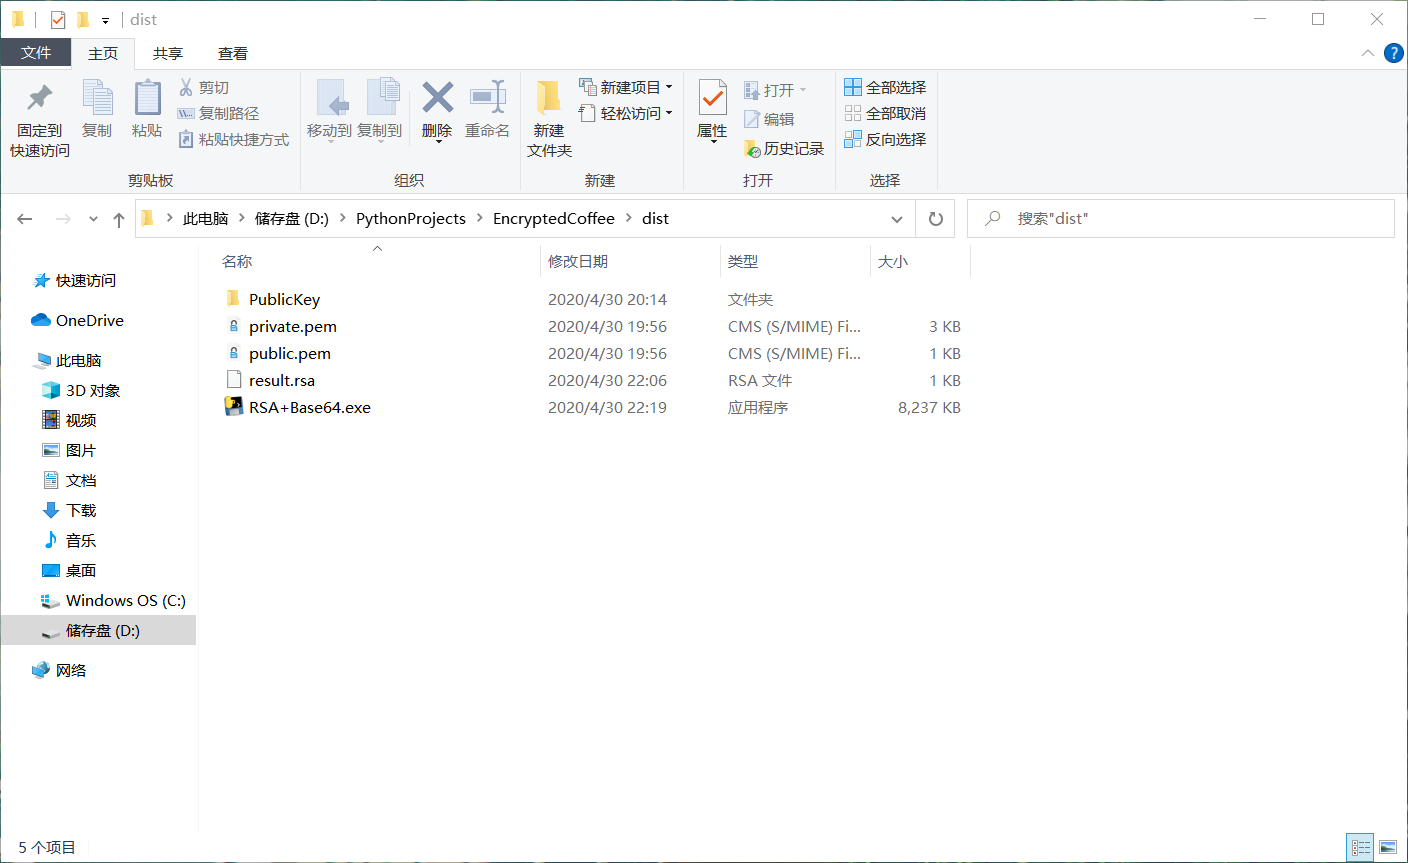 dist
文件 主页 共享 查看
固定到
快速访问
复制
粘贴
剪切
复制路径
粘贴快捷方式
剪贴板
移动到
复制到
删除
重命名
组织
新建
文件夹
新建项目
轻松访问
新建
属性
打开
编辑
历史记录
打开
全部选择
全部取消
反向选择
选择
此电脑 储存盘 (D:) PythonProjects EncryptedCoffee dist
搜索"dist"
名称 修改日期 类型 大小
PublicKey 2020/4/30 20:14 文件夹
private.pem 2020/4/30 19:56 CMS (S/MIME) Fi... 3 KB
public.pem 2020/4/30 19:56 CMS (S/MIME) Fi... 1 KB
result.rsa 2020/4/30 22:06 RSA 文件 1 KB
RSA+Base64.exe 2020/4/30 22:19 应用程序 8,237 KB
快速访问
OneDrive
此电脑
3D 对象
视频
图片
文档
下载
音乐
桌面
Windows OS (C:)
储存盘 (D:)
网络
5 个项目